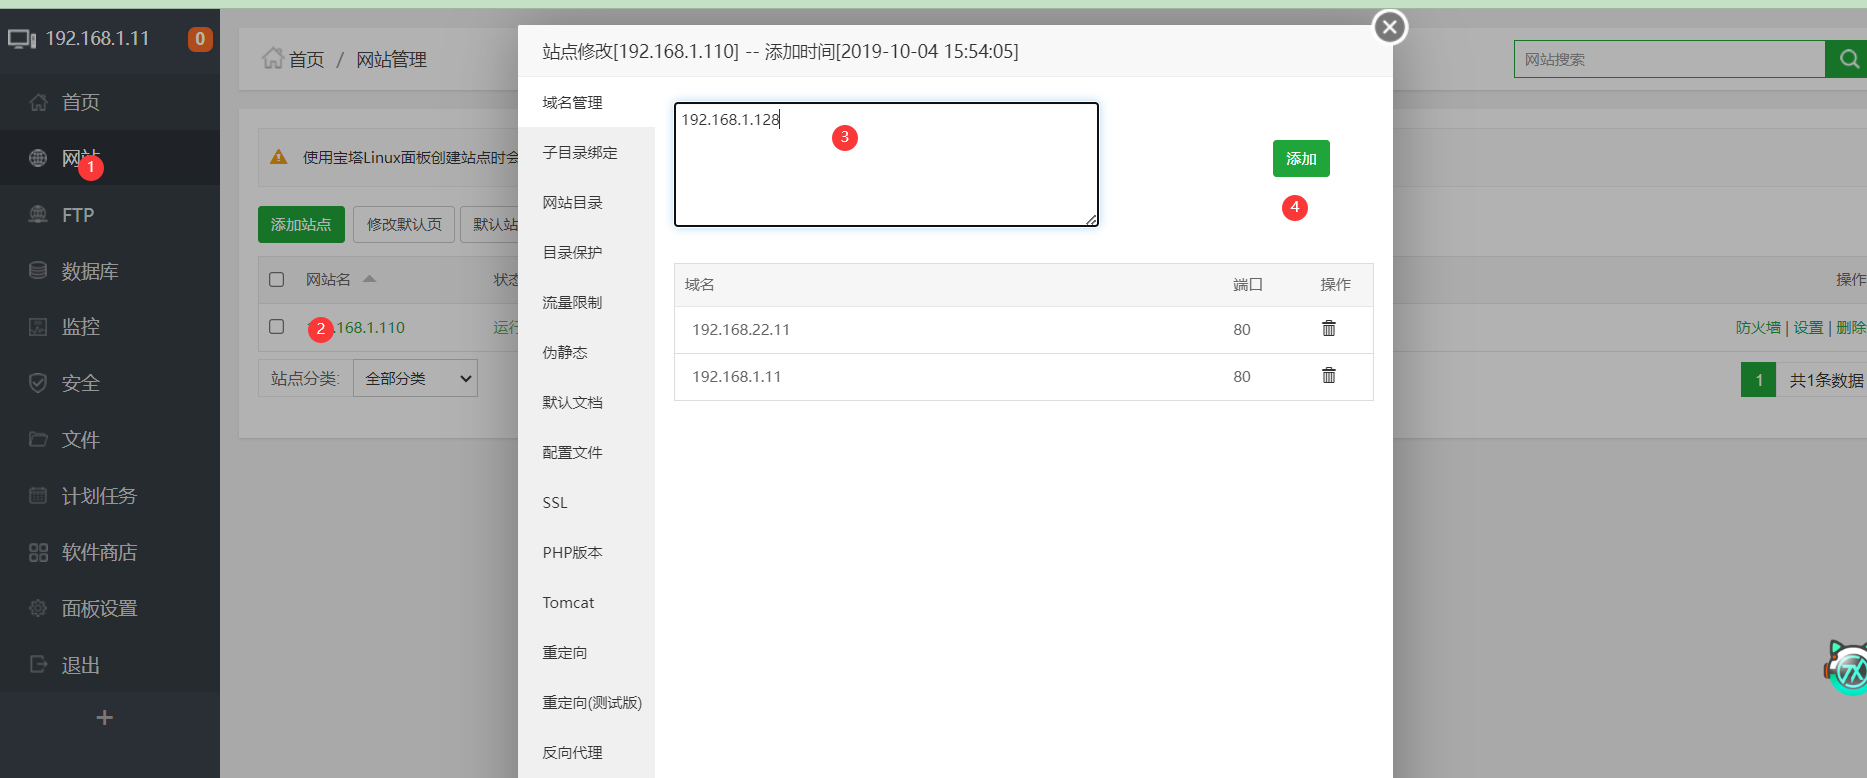 192.168.1.11
0
首页
网站
1
FTP
数据库
监控
安全
文件
计划任务
软件商店
面板设置
退出
首页 / 网站管理
网站搜索
使用宝塔Linux面板创建站点时会
添加站点
修改默认页
默认站
网站名
状态
操作
2
.168.1.110
运行
防火墙 | 设置 | 删除
站点分类:
全部分类
1
共1条数据
站点修改[192.168.1.110] -- 添加时间[2019-10-04 15:54:05]
域名管理
子目录绑定
网站目录
目录保护
流量限制
伪静态
默认文档
配置文件
SSL
PHP版本
Tomcat
重定向
重定向(测试版)
反向代理
192.168.1.128
3
添加
4
域名 端口 操作
192.168.22.11 80
192.168.1.11 80